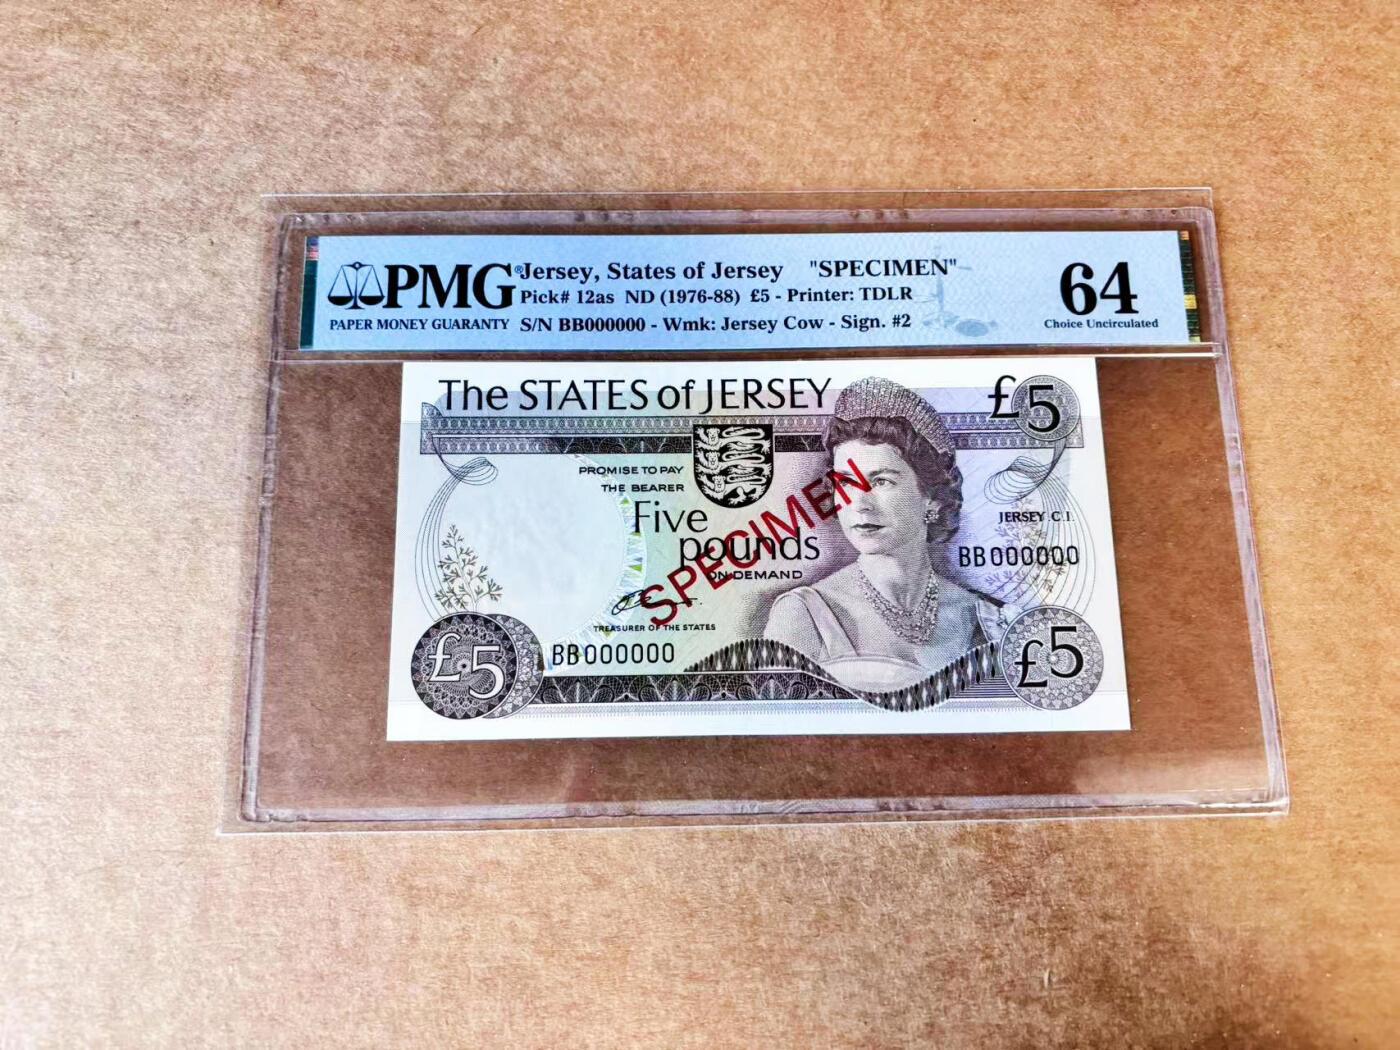 PMG®
PAPER MONEY GUARANTY
Jersey, States of Jersey "SPECIMEN"
Pick# 12as ND (1976-88) £5 - Printer: TDLR
S/N BB000000 - Wmk: Jersey Cow - Sign. #2
64
Choice Uncirculated
The STATES of JERSEY
£5
PROMISE TO PAY
THE BEARER
Five
pounds
ON DEMAND
SPECIMEN
JERSEY C.I.
BB000000
TREASURER OF THE STATES
BB000000
£5
£5